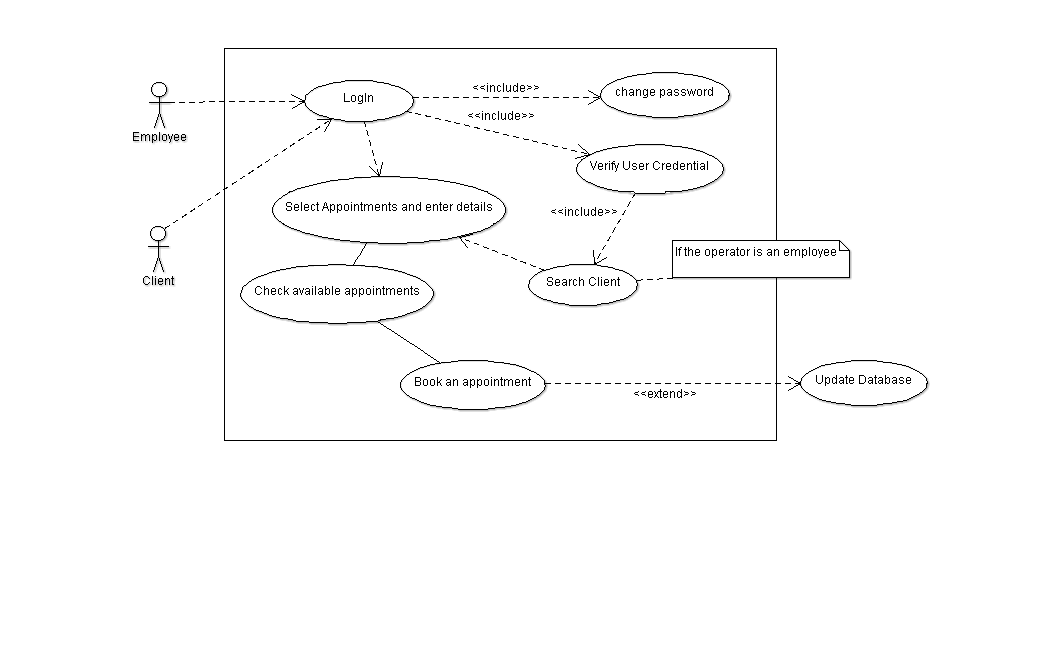 <<include>>
LogIn
change password
<<include>>
Employee
Verify User Credential
Select Appointments and enter details
<<include>>
If the operator is an employee
Client
Search Client
Check available appointments
Book an appointment
Update Database
<<extend>>